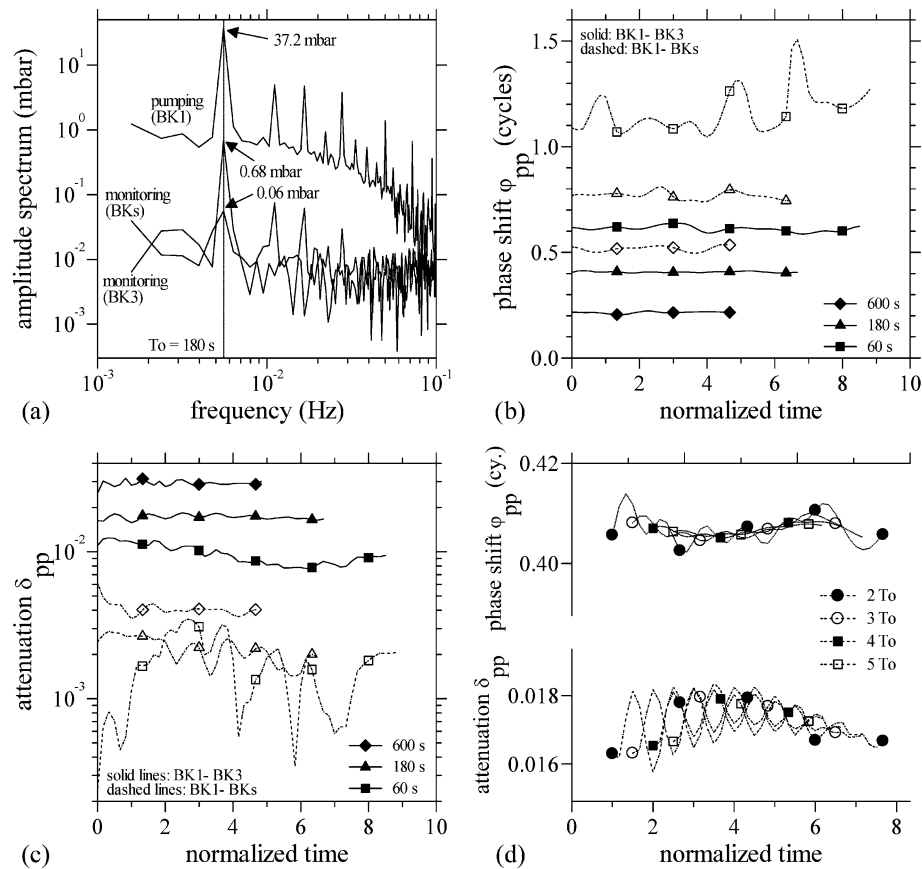 amplitude spectrum (mbar)
10¹
10⁰
10⁻¹
10⁻²
10⁻³
37.2 mbar
pumping
(BK1)
0.68 mbar
0.06 mbar
monitoring
(BKs)
monitoring
(BK3)
To = 180 s
10⁻³
10⁻²
10⁻¹
(a)
frequency (Hz)
phase shift φpp (cycles)
1.5
1.0
0.5
0.0
solid: BK1- BK3
dashed: BK1- BKs
600 s
180 s
60 s
0 2 4 6 8 10
(b)
normalized time
attenuation δpp
10⁻²
10⁻³
600 s
180 s
60 s
solid lines: BK1- BK3
dashed lines: BK1- BKs
0 2 4 6 8 10
(c)
normalized time
phase shift φpp (cy.)
0.42
0.40
2 To
3 To
4 To
5 To
attenuation δpp
0.018
0.016
0 2 4 6 8
(d)
normalized time